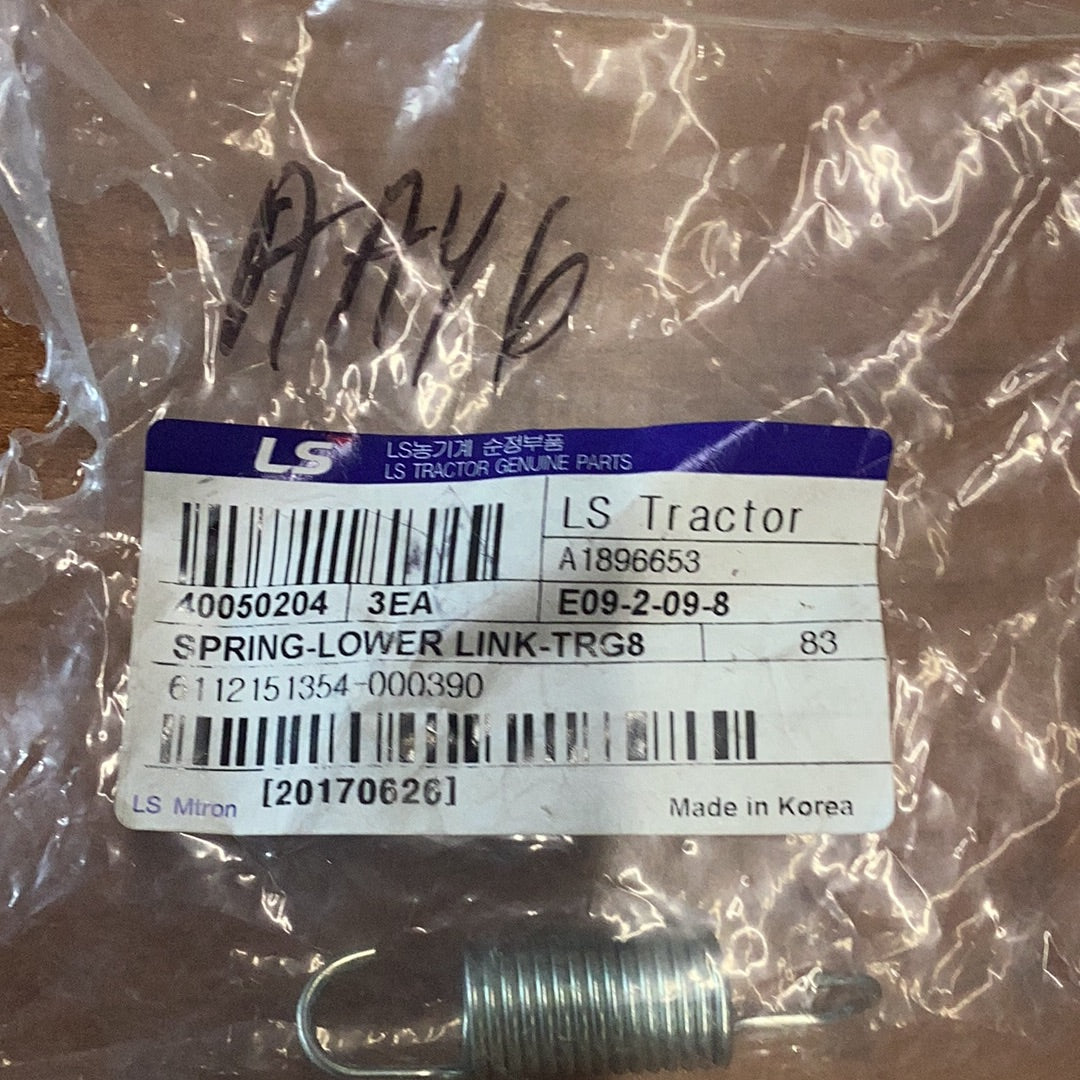 AAY6
LS
LS농기계 순정부품
LS TRACTOR GENUINE PARTS
LS Tractor
A1896653
40050204 3EA E09-2-09-8
SPRING-LOWER LINK-TRG8 83
6112151354-000390
[20170626]
LS Mtron Made in Korea